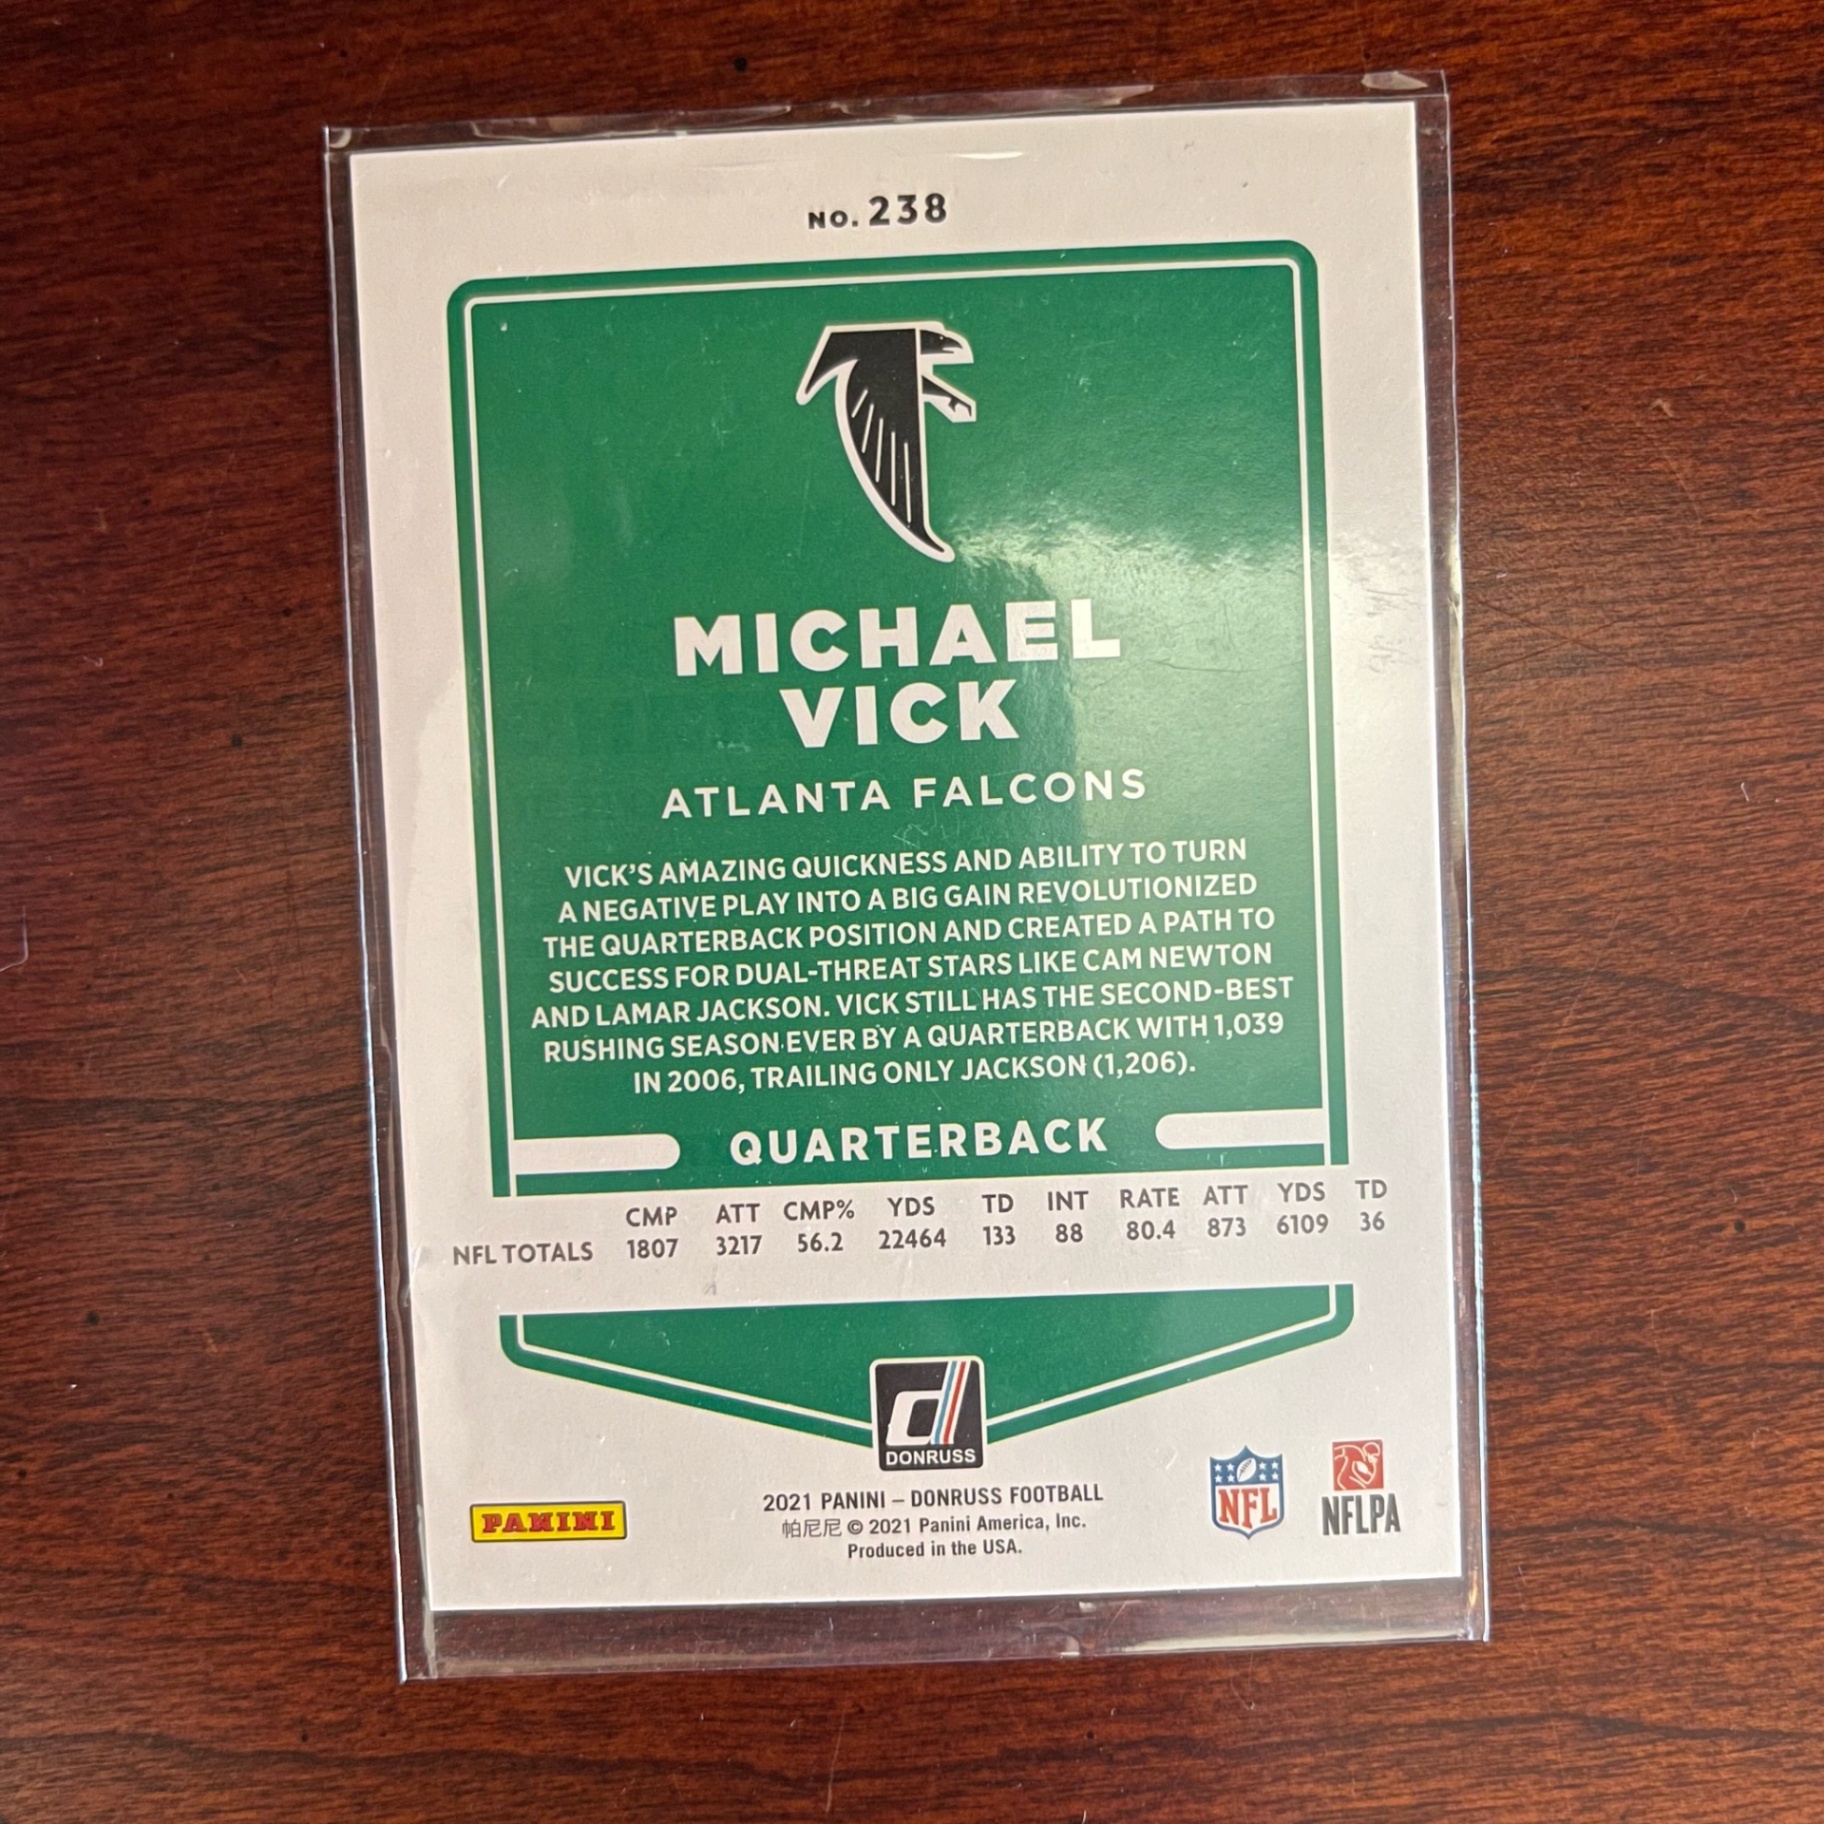 NO. 238
MICHAEL
VICK
ATLANTA FALCONS
VICK'S AMAZING QUICKNESS AND ABILITY TO TURN
A NEGATIVE PLAY INTO A BIG GAIN REVOLUTIONIZED
THE QUARTERBACK POSITION AND CREATED A PATH TO
SUCCESS FOR DUAL-THREAT STARS LIKE CAM NEWTON
AND LAMAR JACKSON. VICK STILL HAS THE SECOND-BEST
RUSHING SEASON EVER BY A QUARTERBACK WITH 1,039
IN 2006, TRAILING ONLY JACKSON (1,206).
QUARTERBACK
CMP ATT CMP% YDS TD INT RATE ATT YDS TD
NFL TOTALS 1807 3217 56.2 22464 133 88 80.4 873 6109 36
DONRUSS
PANINI
2021 PANINI – DONRUSS FOOTBALL
帕尼尼 © 2021 Panini America, Inc.
Produced in the USA.
NFL
NFLPA